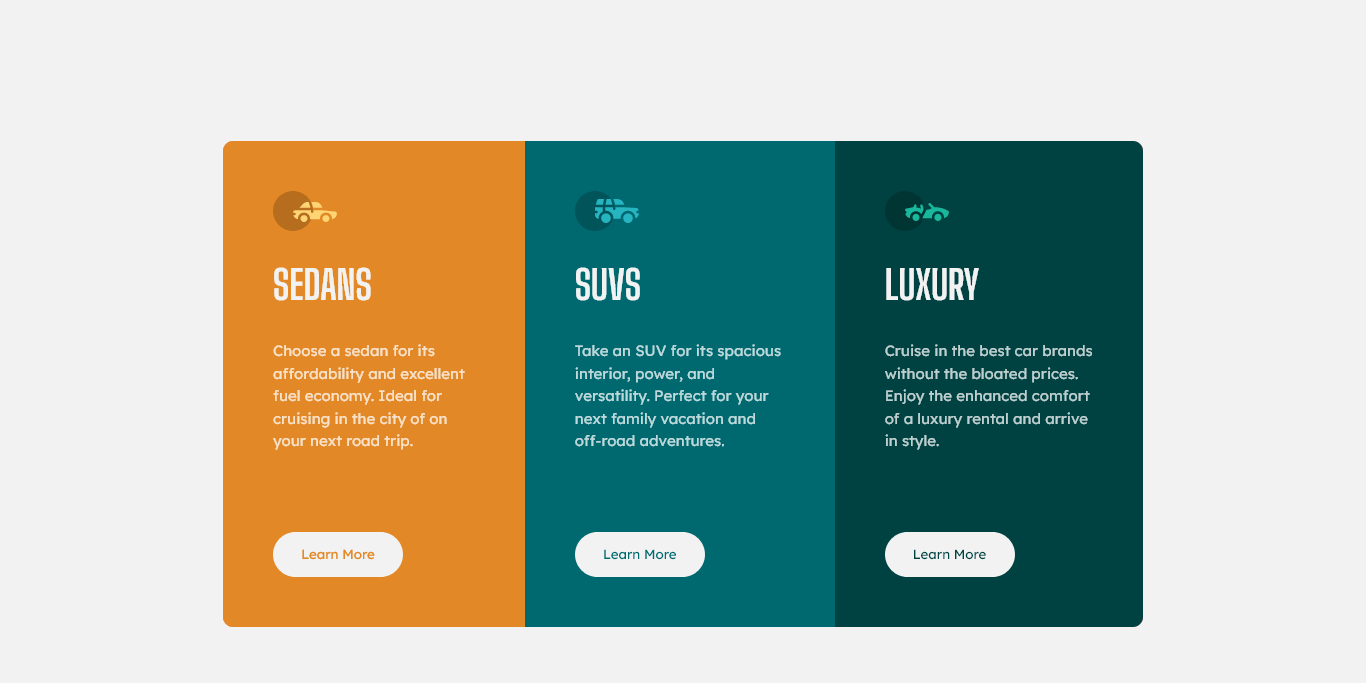 SEDANS
Choose a sedan for its
affordability and excellent
fuel economy. Ideal for
cruising in the city of on
your next road trip.
Learn More
SUVS
Take an SUV for its spacious
interior, power, and
versatility. Perfect for your
next family vacation and
off-road adventures.
Learn More
LUXURY
Cruise in the best car brands
without the bloated prices.
Enjoy the enhanced comfort
of a luxury rental and arrive
in style.
Learn More